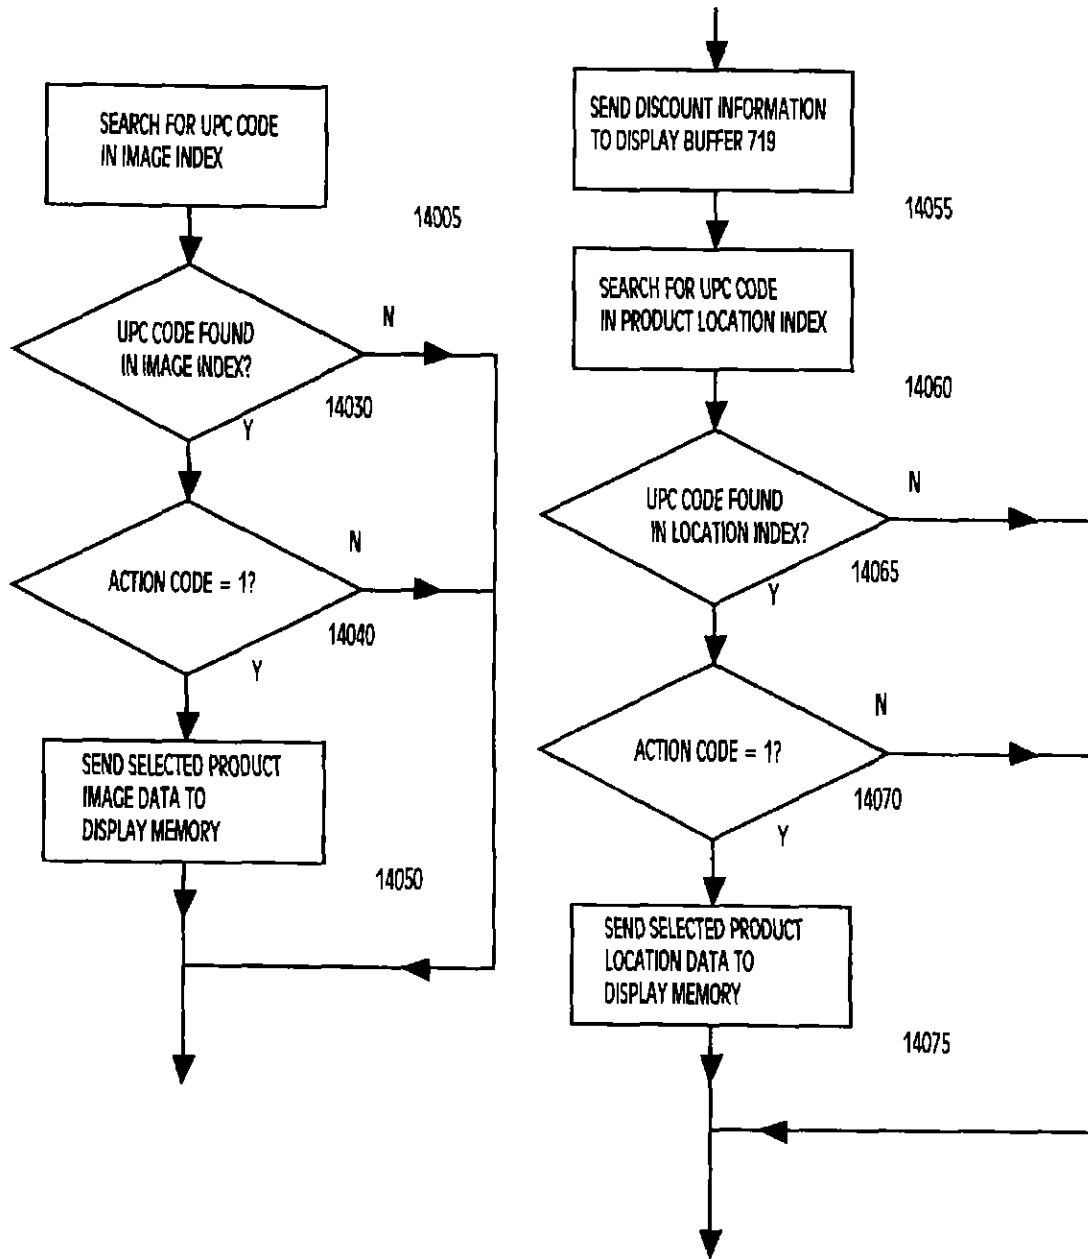 SEARCH FOR UPC CODE
IN IMAGE INDEX
14005
UPC CODE FOUND
IN IMAGE INDEX?
N
14030
Y
ACTION CODE = 1?
N
14040
Y
SEND SELECTED PRODUCT
IMAGE DATA TO
DISPLAY MEMORY
14050
SEND DISCOUNT INFORMATION
TO DISPLAY BUFFER 719
14055
SEARCH FOR UPC CODE
IN PRODUCT LOCATION INDEX
14060
UPC CODE FOUND
IN LOCATION INDEX?
N
14065
Y
ACTION CODE = 1?
N
14070
Y
SEND SELECTED PRODUCT
LOCATION DATA TO
DISPLAY MEMORY
14075